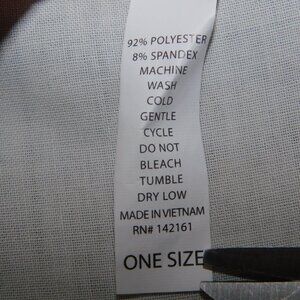 92% POLYESTER
8% SPANDEX
MACHINE
WASH
COLD
GENTLE
CYCLE
DO NOT
BLEACH
TUMBLE
DRY LOW
MADE IN VIETNAM
RN# 142161
ONE SIZE